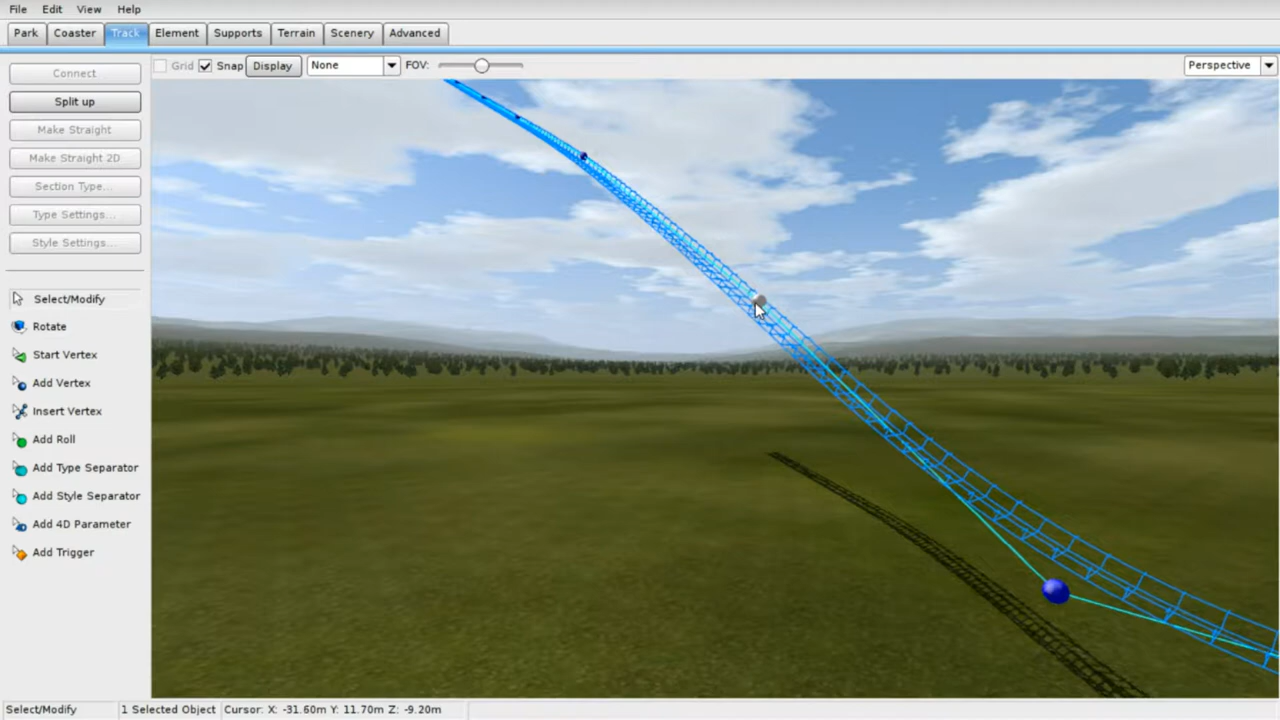 File Edit View Help
Park Coaster Track Element Supports Terrain Scenery Advanced
Grid Snap Display None FOV: Perspective
Connect
Split up
Make Straight
Make Straight 2D
Section Type...
Type Settings...
Style Settings...
Select/Modify
Rotate
Start Vertex
Add Vertex
Insert Vertex
Add Roll
Add Type Separator
Add Style Separator
Add 4D Parameter
Add Trigger
Select/Modify 1 Selected Object Cursor: X: -31.60m Y: 11.70m Z: -9.20m